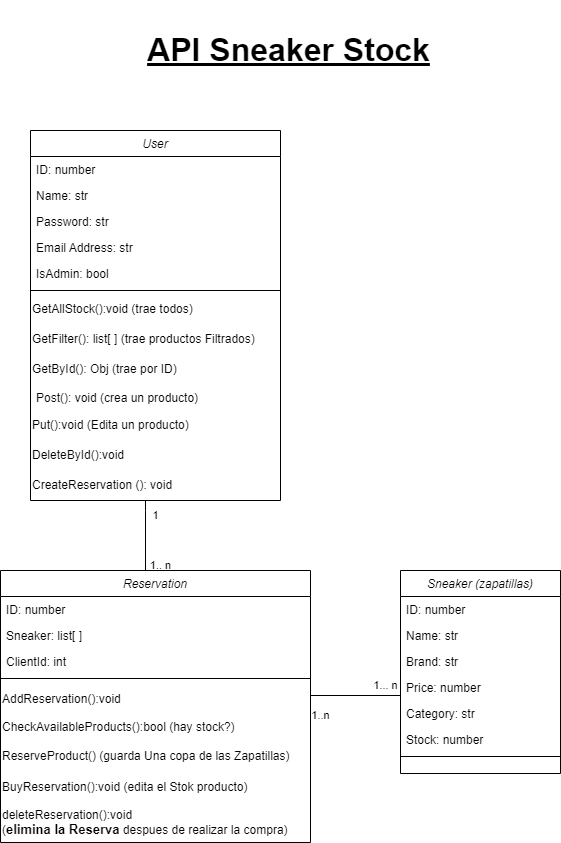 API Sneaker Stock
User
ID: number
Name: str
Password: str
Email Address: str
IsAdmin: bool
GetAllStock():void (trae todos)
GetFilter(): list[ ] (trae productos Filtrados)
GetById(): Obj (trae por ID)
Post(): void (crea un producto)
Put():void (Edita un producto)
DeleteById():void
CreateReservation (): void
1
1.. n
Reservation
ID: number
Sneaker: list[ ]
ClientId: int
AddReservation():void
CheckAvailableProducts():bool (hay stock?)
ReserveProduct() (guarda Una copa de las Zapatillas)
BuyReservation():void (edita el Stok producto)
deleteReservation():void
(elimina la Reserva despues de realizar la compra)
1... n
1..n
Sneaker (zapatillas)
ID: number
Name: str
Brand: str
Price: number
Category: str
Stock: number